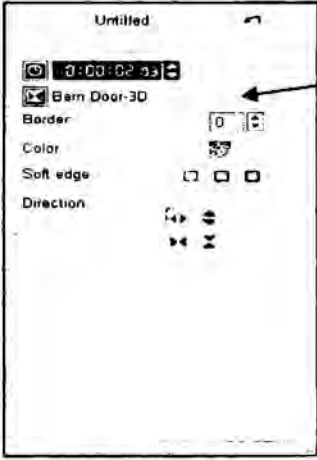 Untitled
0:00:02:03
Barn Door-3D
Border 0
Color
Soft edge
Direction